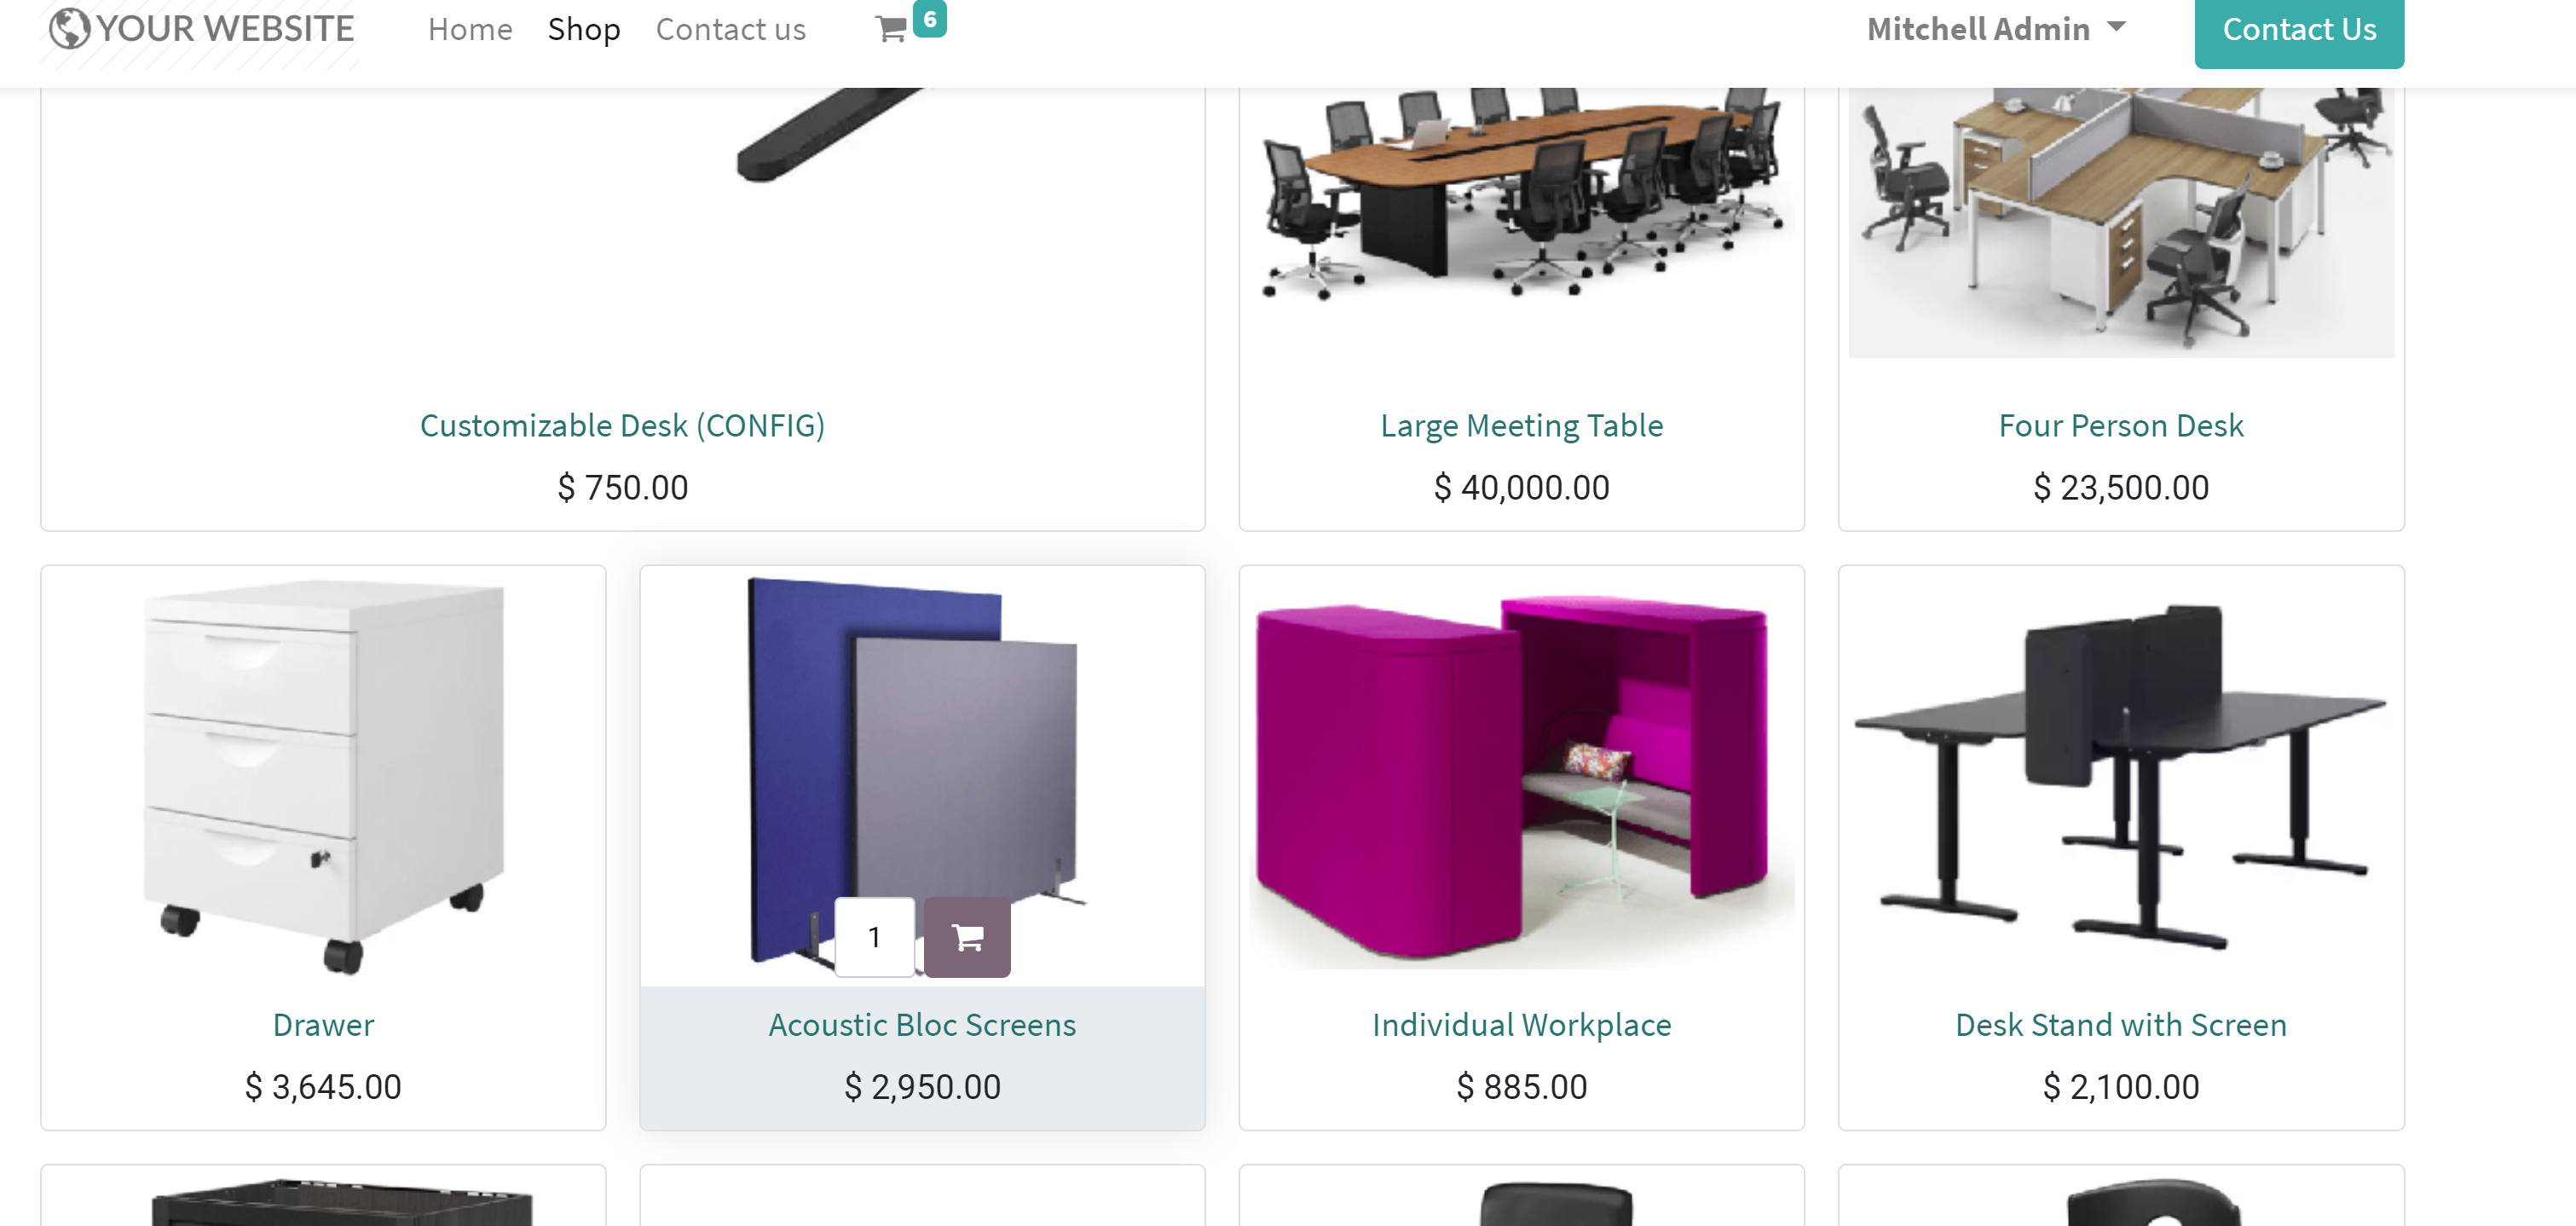 YOUR WEBSITE
Home
Shop
Contact us
6
Mitchell Admin
Contact Us
Customizable Desk (CONFIG)
$ 750.00
Large Meeting Table
$ 40,000.00
Four Person Desk
$ 23,500.00
Drawer
$ 3,645.00
1
Acoustic Bloc Screens
$ 2,950.00
Individual Workplace
$ 885.00
Desk Stand with Screen
$ 2,100.00